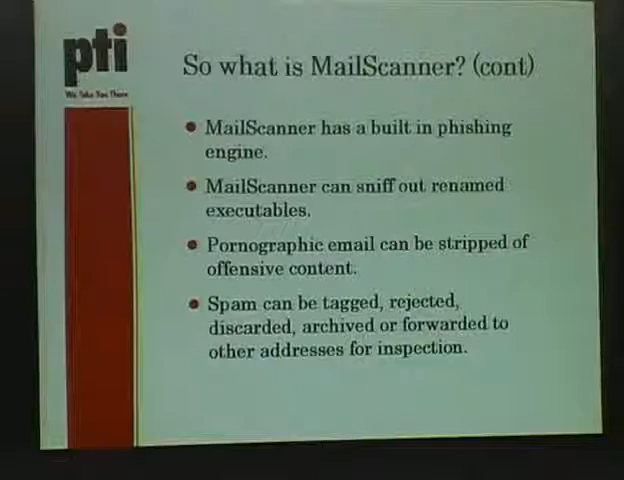 pti
We Take You There
So what is MailScanner? (cont)
MailScanner has a built in phishing
engine.
MailScanner can sniff out renamed
executables.
Pornographic email can be stripped of
offensive content.
Spam can be tagged, rejected,
discarded, archived or forwarded to
other addresses for inspection.